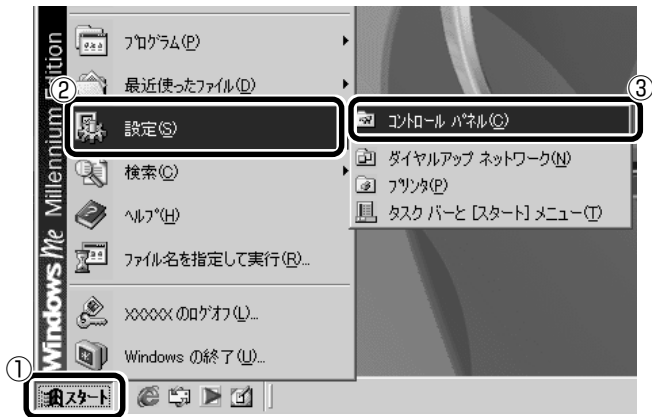 Windows Me Millennium Edition
プログラム(P)
最近使ったファイル(D)
②
設定(S)
検索(C)
ヘルプ(H)
ファイル名を指定して実行(R)...
xxxxxx のログオフ(L)...
Windows の終了(U)...
③
コントロール パネル(C)
ダイヤルアップ ネットワーク(N)
プリンタ(P)
タスク バーと [スタート] メニュー(T)
①
スタート